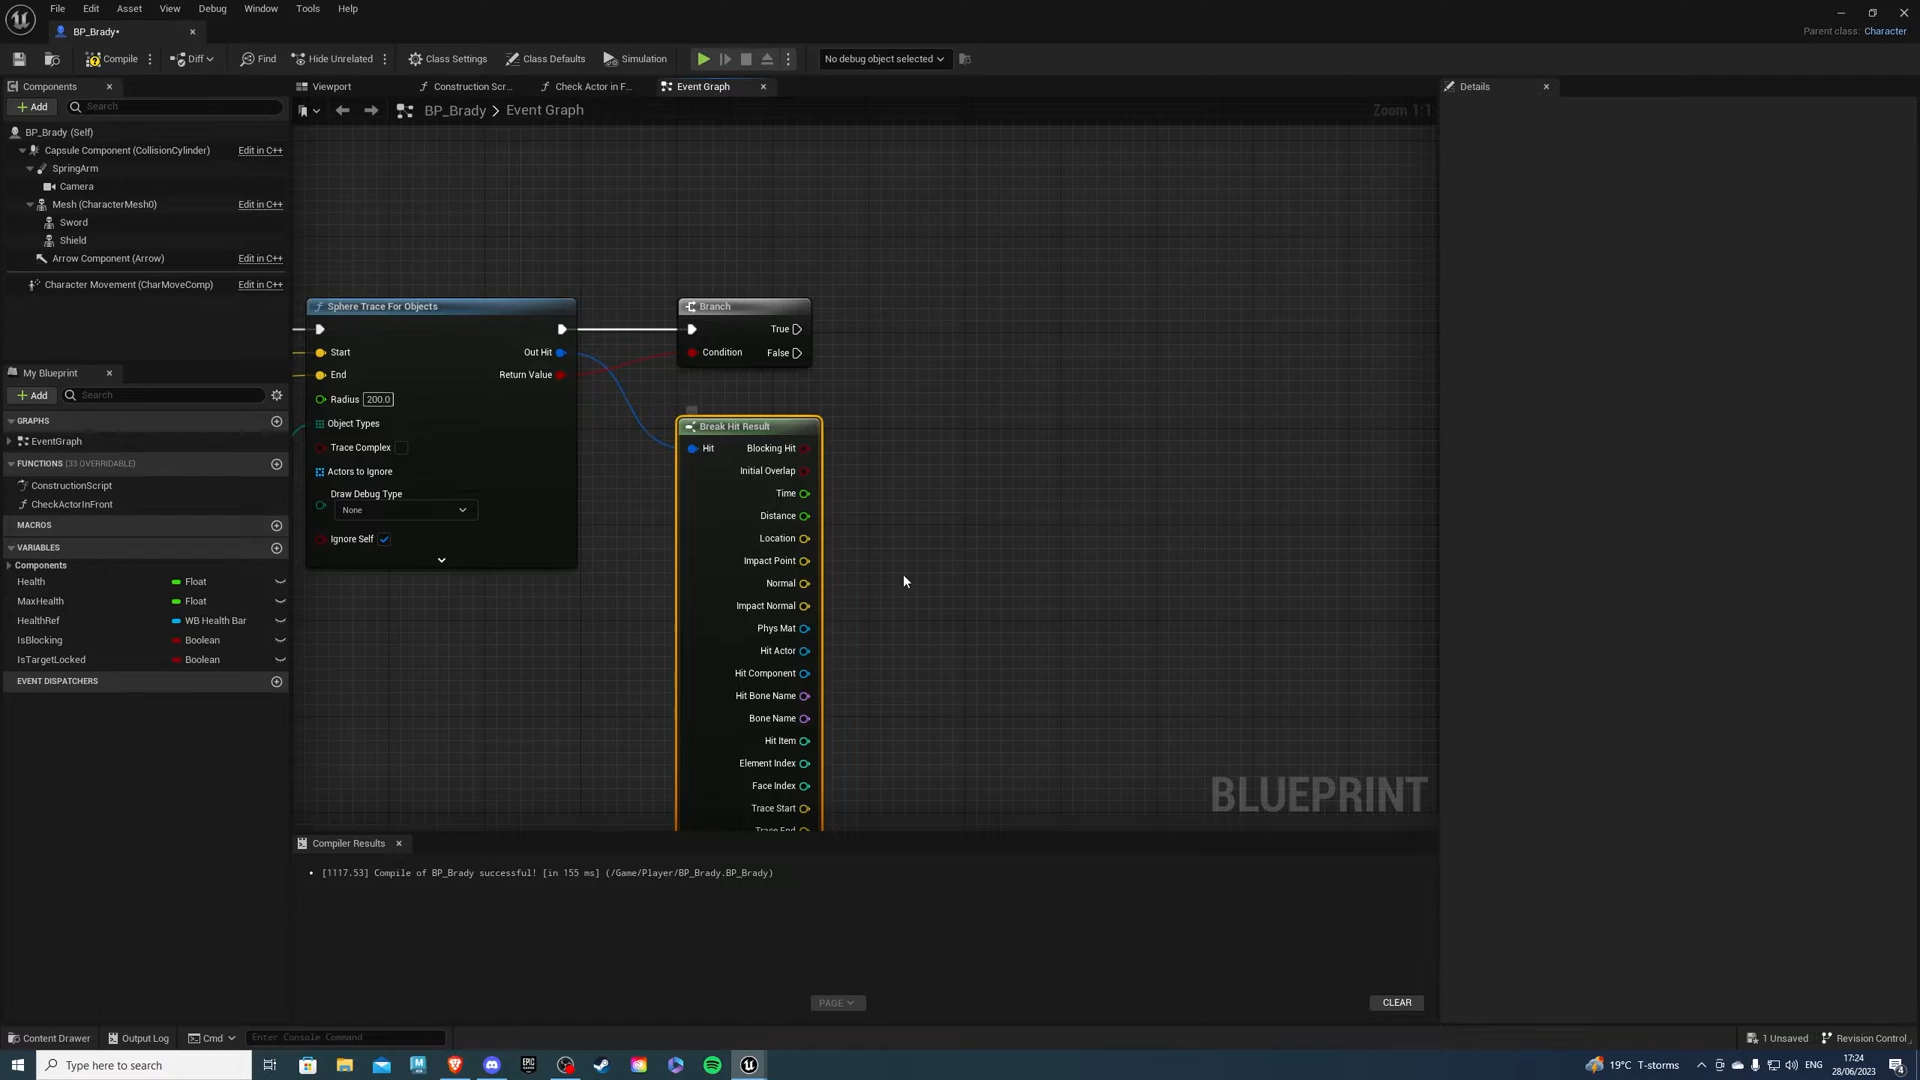 File Edit Asset View Debug Window Tools Help
BP_Brady•
Parent class: Character
Compile Diff Find Hide Unrelated Class Settings Class Defaults Simulation No debug object selected
Components
Viewport Construction Scr... Check Actor in F... Event Graph
Details
Add Search
BP_Brady > Event Graph
Zoom 1:1
BP_Brady (Self)
Capsule Component (CollisionCylinder) Edit in C++
SpringArm
Camera
Mesh (CharacterMesh0) Edit in C++
Sword
Shield
Arrow Component (Arrow) Edit in C++
Character Movement (CharMoveComp) Edit in C++
My Blueprint
Add Search
GRAPHS
EventGraph
FUNCTIONS (33 OVERRIDABLE)
ConstructionScript
CheckActorInFront
MACROS
VARIABLES
Components
Health Float
MaxHealth Float
HealthRef WB Health Bar
IsBlocking Boolean
IsTargetLocked Boolean
EVENT DISPATCHERS
Sphere Trace For Objects
Start Out Hit
End Return Value
Radius 200.0
Object Types
Trace Complex
Actors to Ignore
Draw Debug Type
None
Ignore Self
Branch
True
Condition False
Break Hit Result
Hit Blocking Hit
Initial Overlap
Time
Distance
Location
Impact Point
Normal
Impact Normal
Phys Mat
Hit Actor
Hit Component
Hit Bone Name
Bone Name
Hit Item
Element Index
Face Index
Trace Start
Trace End
BLUEPRINT
Compiler Results
• [1117.53] Compile of BP_Brady successful! [in 155 ms] (/Game/Player/BP_Brady.BP_Brady)
PAGE
CLEAR
Content Drawer Output Log Cmd Enter Console Command 1 Unsaved Revision Control
Type here to search
19°C T-storms ENG
17:24
28/06/2023